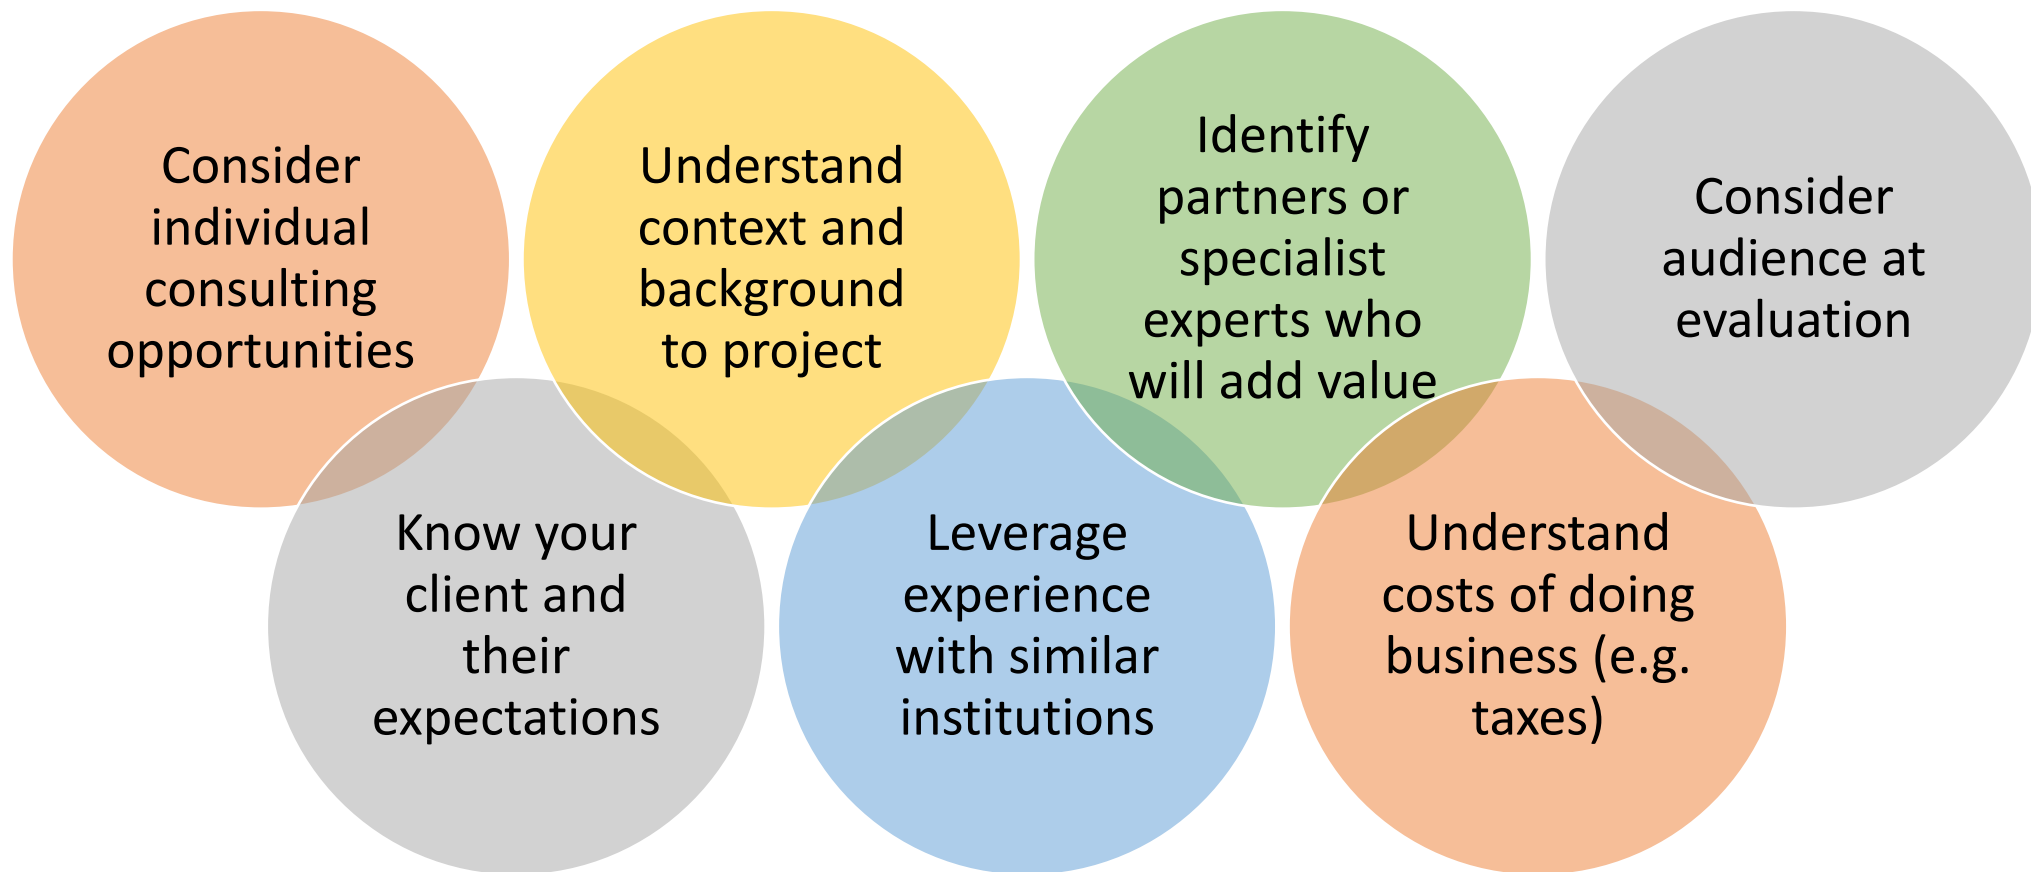 Consider
individual
consulting
opportunities
Know your
client and
their
expectations
Understand
context and
background
to project
Leverage
experience
with similar
institutions
Identify
partners or
specialist
experts who
will add value
Understand
costs of doing
business (e.g.
taxes)
Consider
audience at
evaluation